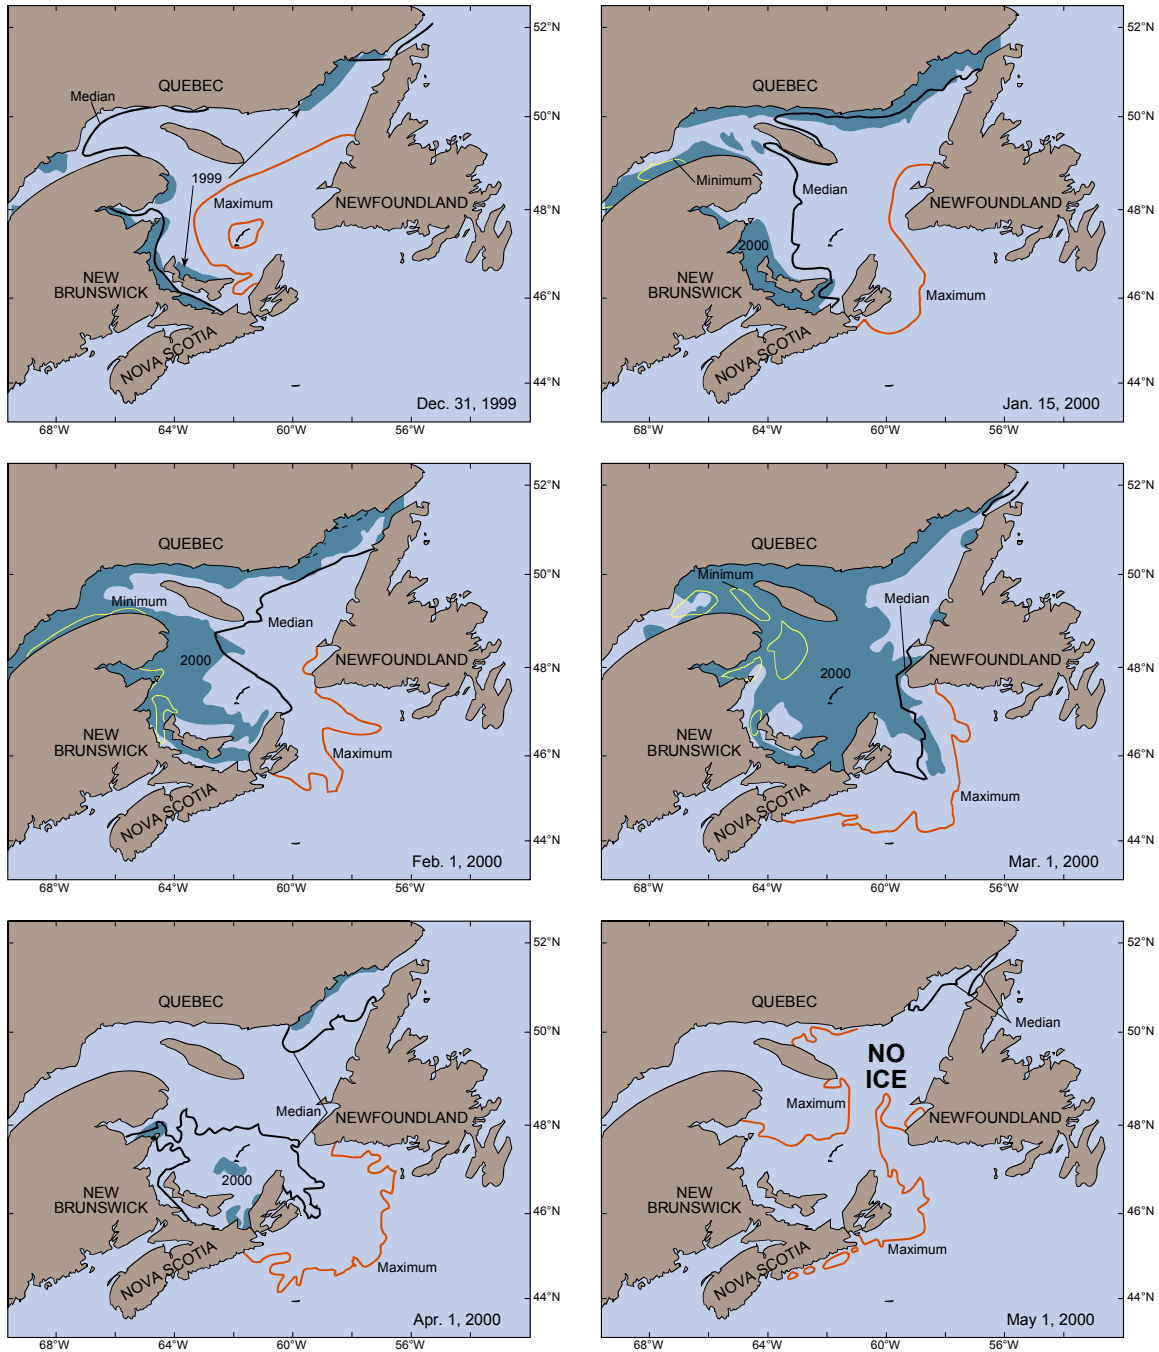 52°N
QUEBEC
Median
50°N
1999
Maximum
NEWFOUNDLAND
48°N
NEW
BRUNSWICK
46°N
NOVA SCOTIA
44°N
Dec. 31, 1999
68°W
64°W
60°W
56°W
52°N
QUEBEC
50°N
Minimum
Median
NEWFOUNDLAND
48°N
2000
NEW
BRUNSWICK
46°N
Maximum
NOVA SCOTIA
44°N
Jan. 15, 2000
68°W
64°W
60°W
56°W
52°N
QUEBEC
50°N
Minimum
Median
2000
NEWFOUNDLAND
48°N
NEW
BRUNSWICK
Maximum
46°N
NOVA SCOTIA
44°N
Feb. 1, 2000
68°W
64°W
60°W
56°W
52°N
QUEBEC
50°N
Minimum
Median
NEWFOUNDLAND
48°N
2000
NEW
BRUNSWICK
46°N
Maximum
NOVA SCOTIA
44°N
Mar. 1, 2000
68°W
64°W
60°W
56°W
52°N
QUEBEC
50°N
Median
NEWFOUNDLAND
48°N
2000
NEW
BRUNSWICK
46°N
Maximum
NOVA SCOTIA
44°N
Apr. 1, 2000
68°W
64°W
60°W
56°W
52°N
QUEBEC
Median
50°N
NO
ICE
Maximum
NEWFOUNDLAND
48°N
NEW
BRUNSWICK
46°N
Maximum
NOVA SCOTIA
44°N
May 1, 2000
68°W
64°W
60°W
56°W